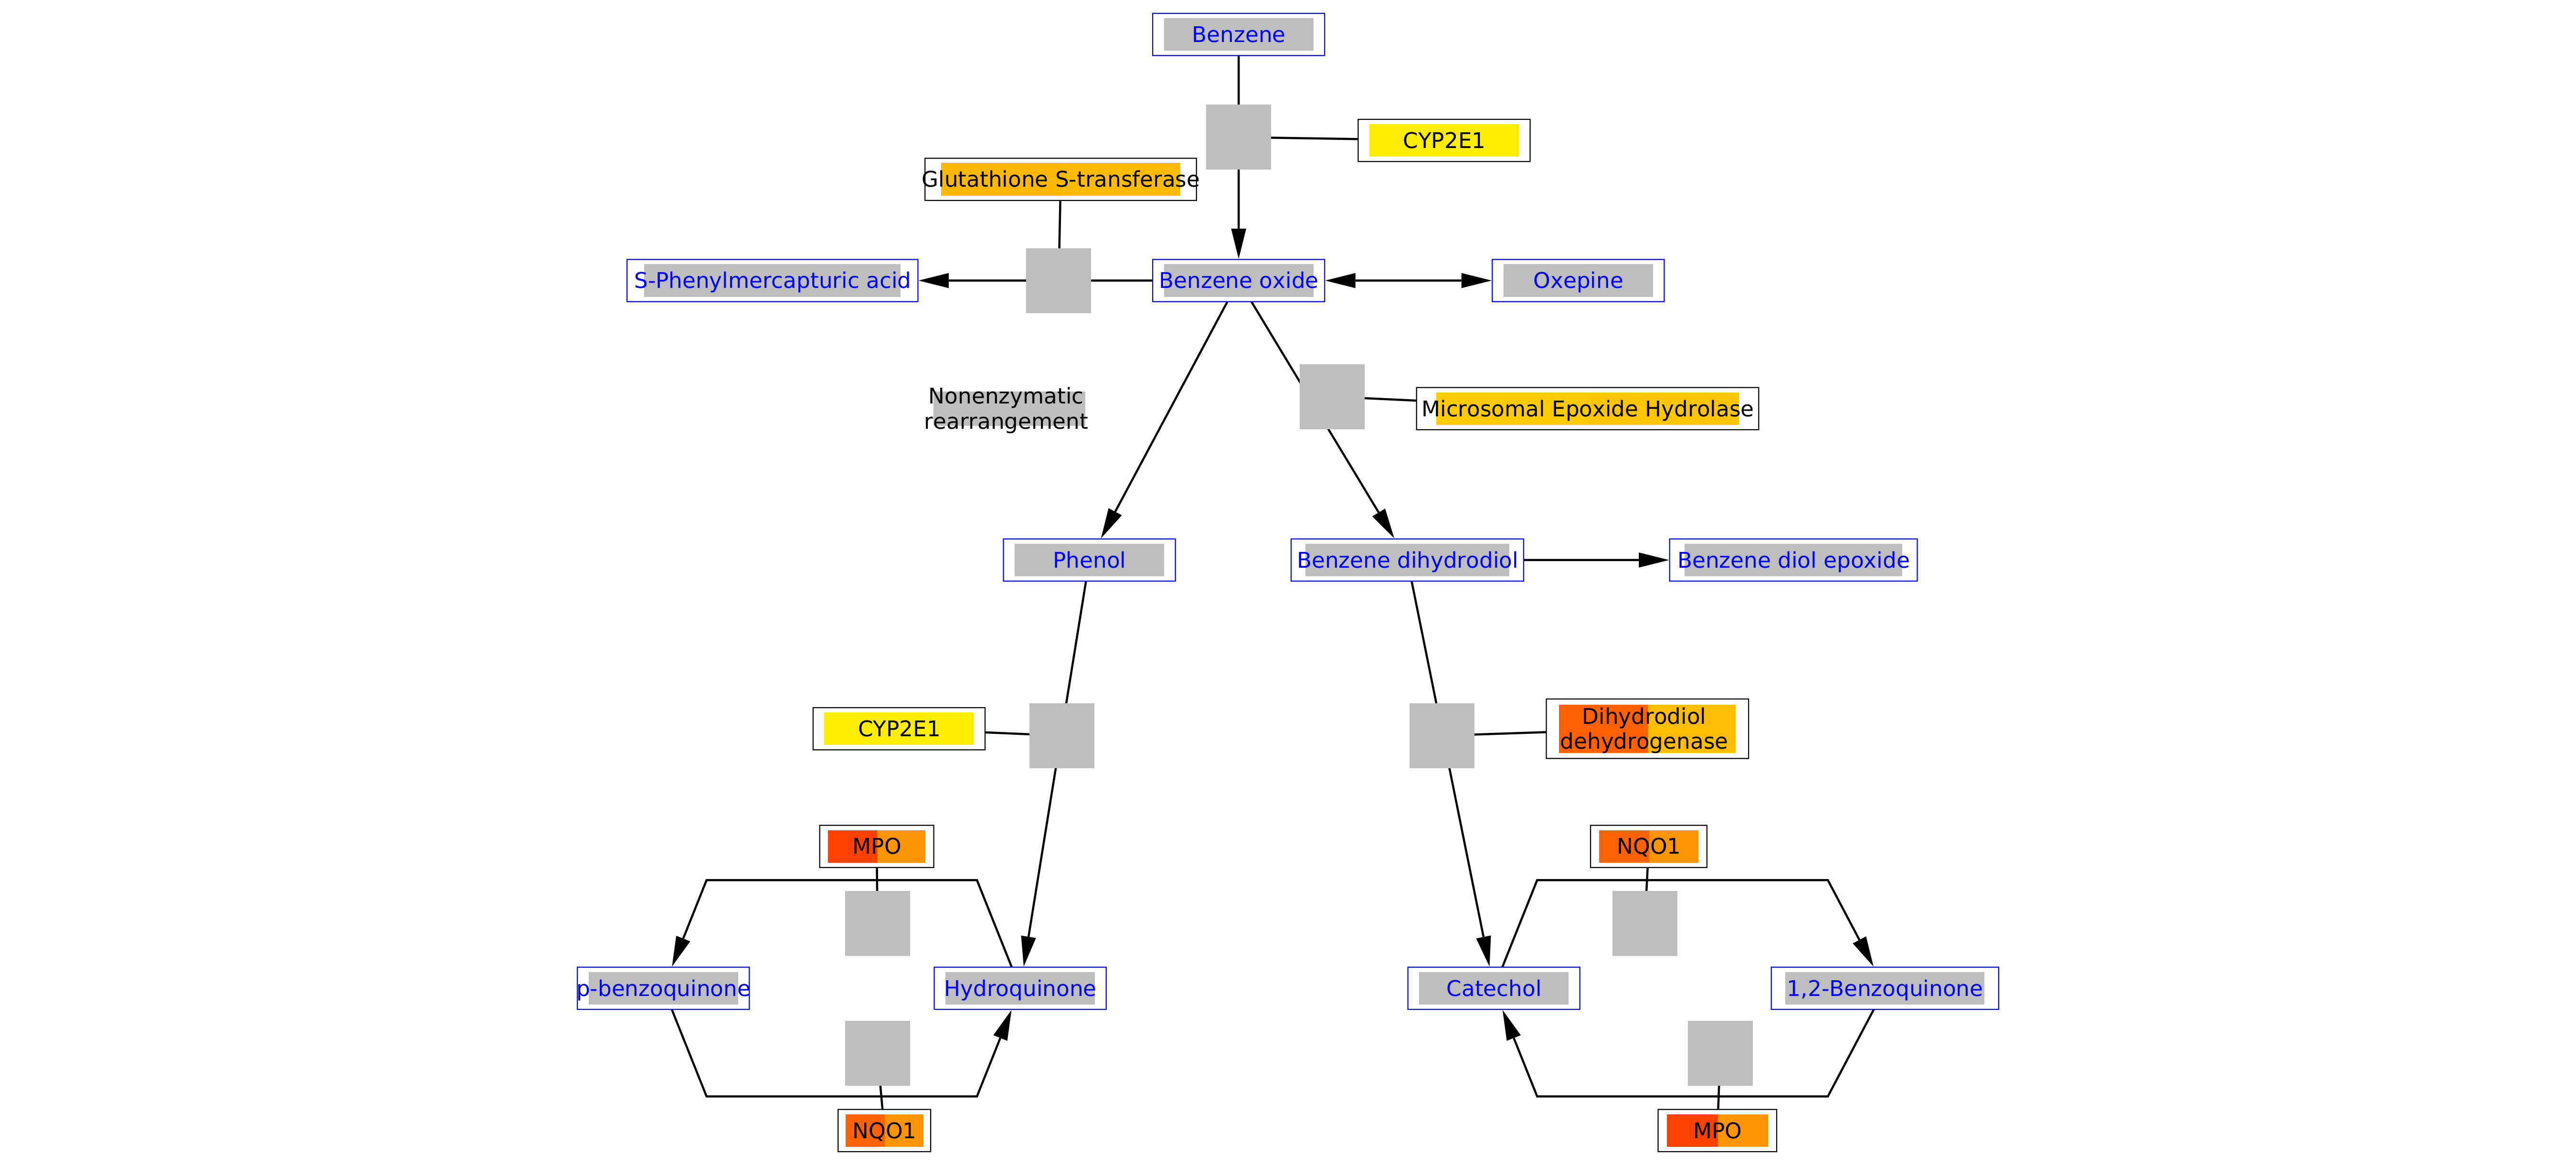 Benzene
CYP2E1
Glutathione S-transferase
S-Phenylmercapturic acid
Benzene oxide
Oxepine
Nonenzymatic
rearrangement
Microsomal Epoxide Hydrolase
Phenol
Benzene dihydrodiol
Benzene diol epoxide
CYP2E1
Dihydrodiol
dehydrogenase
MPO
NQO1
p-benzoquinone
Hydroquinone
Catechol
1,2-Benzoquinone
NQO1
MPO